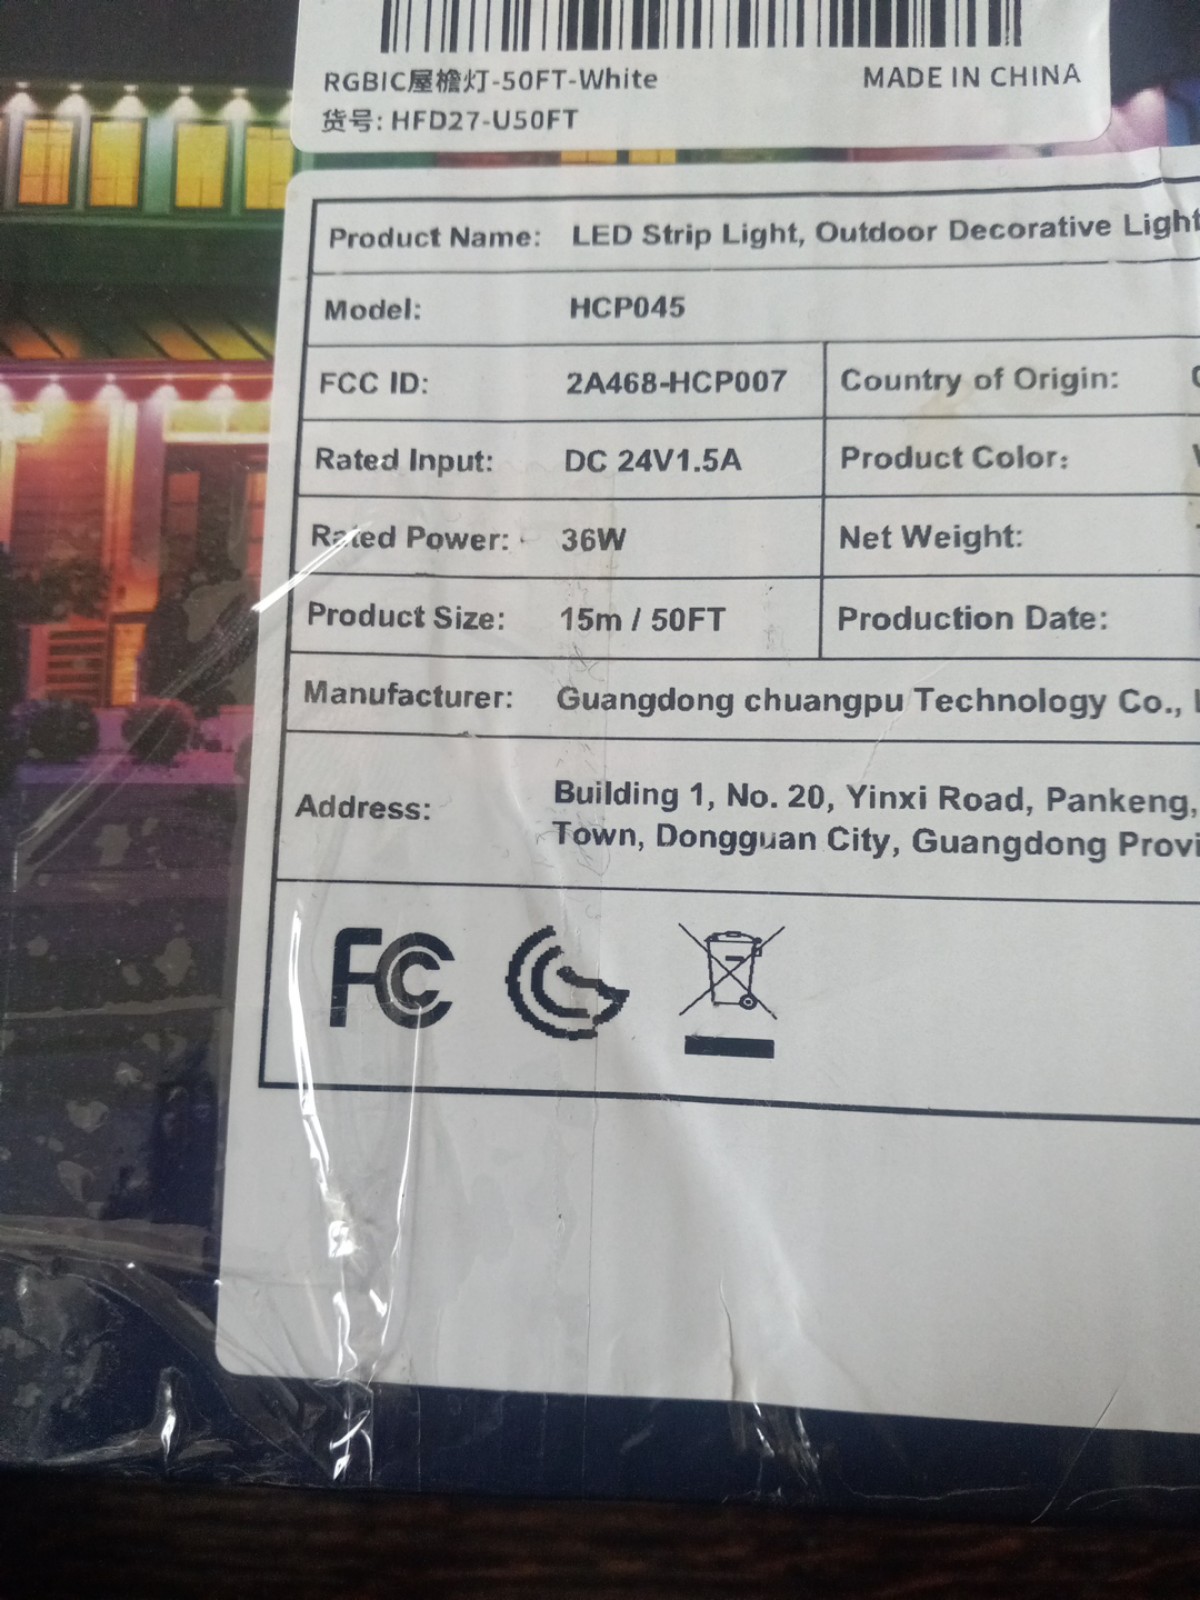 RGBIC屋檐灯-50FT-White MADE IN CHINA
货号: HFD27-U50FT
Product Name: LED Strip Light, Outdoor Decorative Light
Model: HCP045
FCC ID: 2A468-HCP007 Country of Origin:
Rated Input: DC 24V1.5A Product Color:
Rated Power: 36W Net Weight:
Product Size: 15m / 50FT Production Date:
Manufacturer: Guangdong chuangpu Technology Co.,
Address: Building 1, No. 20, Yinxi Road, Pankeng,
Town, Dongguan City, Guangdong Provi
FC